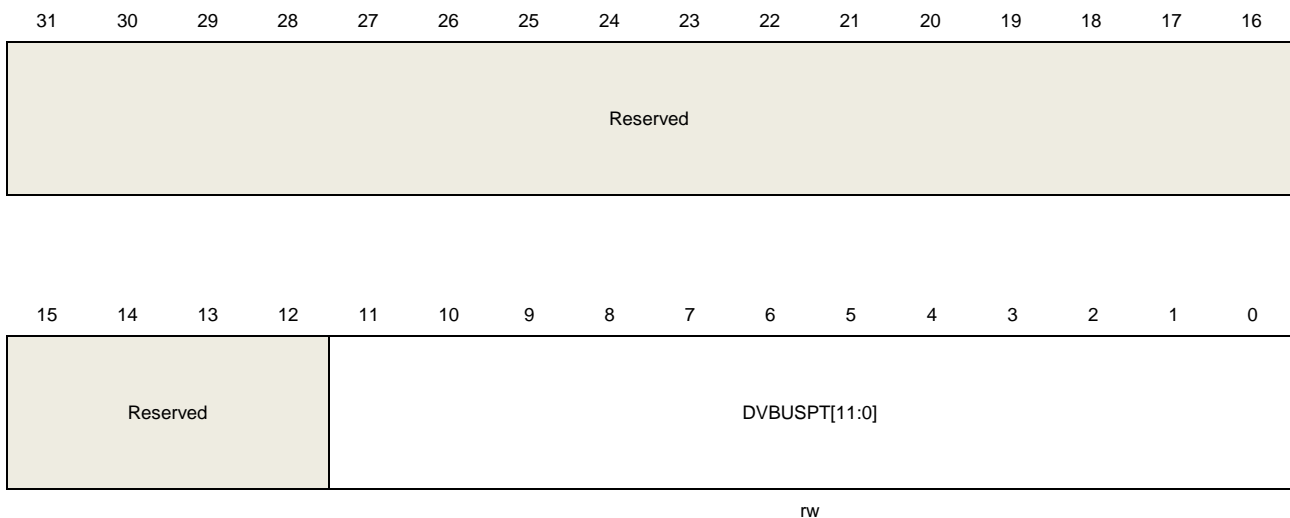 31 30 29 28 27 26 25 24 23 22 21 20 19 18 17 16
Reserved
15 14 13 12 11 10 9 8 7 6 5 4 3 2 1 0
Reserved DVBUSPT[11:0]
rw